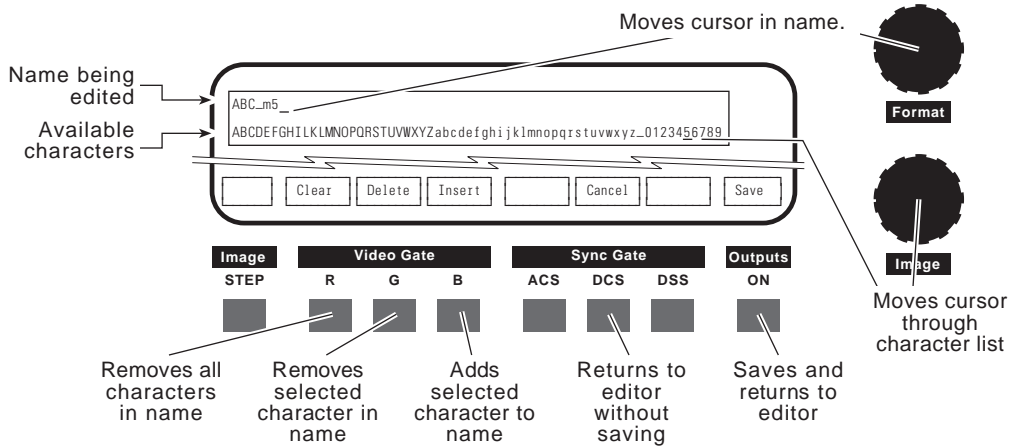 Moves cursor in name.
Name being
edited
ABC_m5_
Format
Available
characters
ABCDEFGHILKLMNOPQRSTUVWXYZabcdefghijklmnopqrstuvwxyz_0123456789
Clear Delete Insert Cancel Save
Image Video Gate Sync Gate Outputs
Image
STEP R G B ACS DCS DSS ON
Moves cursor
through
character list
Removes all
characters
in name
Removes
selected
character in
name
Adds
selected
character to
name
Returns to
editor
without
saving
Saves and
returns to
editor